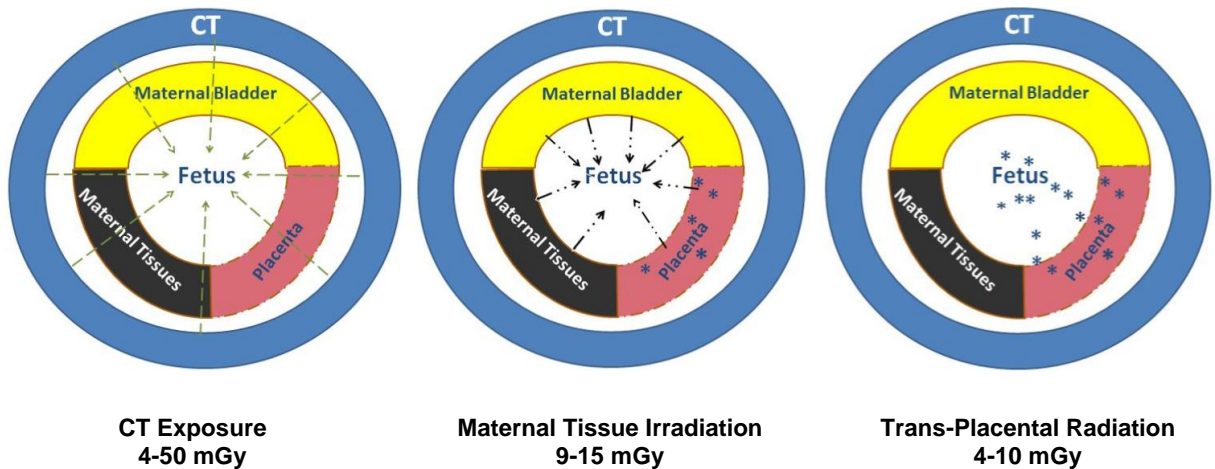 CT
Maternal Bladder
Fetus
Maternal Tissues
Placenta
CT Exposure
4-50 mGy
CT
Maternal Bladder
Fetus
Maternal Tissues
Placenta
Maternal Tissue Irradiation
9-15 mGy
CT
Maternal Bladder
Fetus
Maternal Tissues
Placenta
Trans-Placental Radiation
4-10 mGy